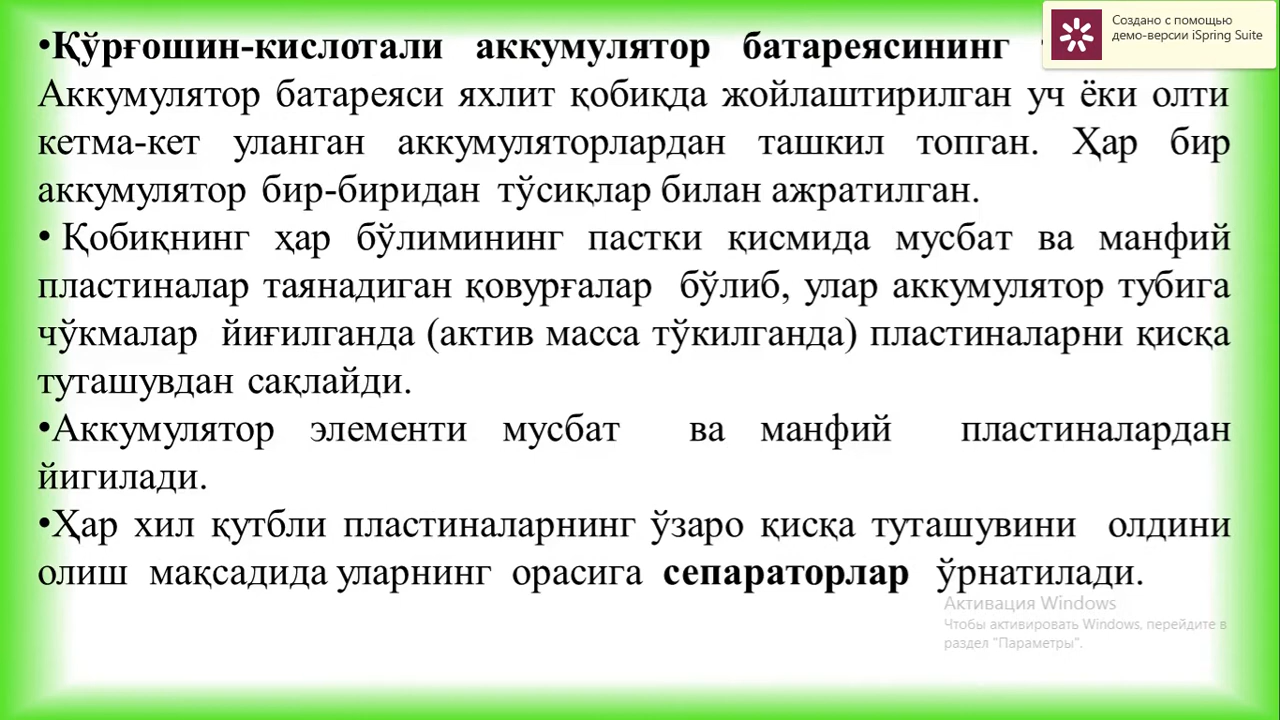 •Қўрғошин-кислотали аккумулятор батареясининг
Аккумулятор батареяси яхлит қобиқда жойлаштирилган уч ёки олти
кетма-кет уланган аккумуляторлардан ташкил топган. Ҳар бир
аккумулятор бир-биридан тўсиқлар билан ажратилган.
• Қобиқнинг ҳар бўлимининг пастки қисмида мусбат ва манфий
пластиналар таянадиган қовурғалар бўлиб, улар аккумулятор тубига
чўкмалар йиғилганда (актив масса тўкилганда) пластиналарни қисқа
туташувдан сақлайди.
•Аккумулятор элементи мусбат ва манфий пластиналардан
йигилади.
•Ҳар хил қутбли пластиналарнинг ўзаро қисқа туташувини олдини
олиш мақсадида уларнинг орасига сепараторлар ўрнатилади.
Создано с помощью
демо-версии iSpring Suite
Активация Windows
Чтобы активировать Windows, перейдите в
раздел "Параметры".